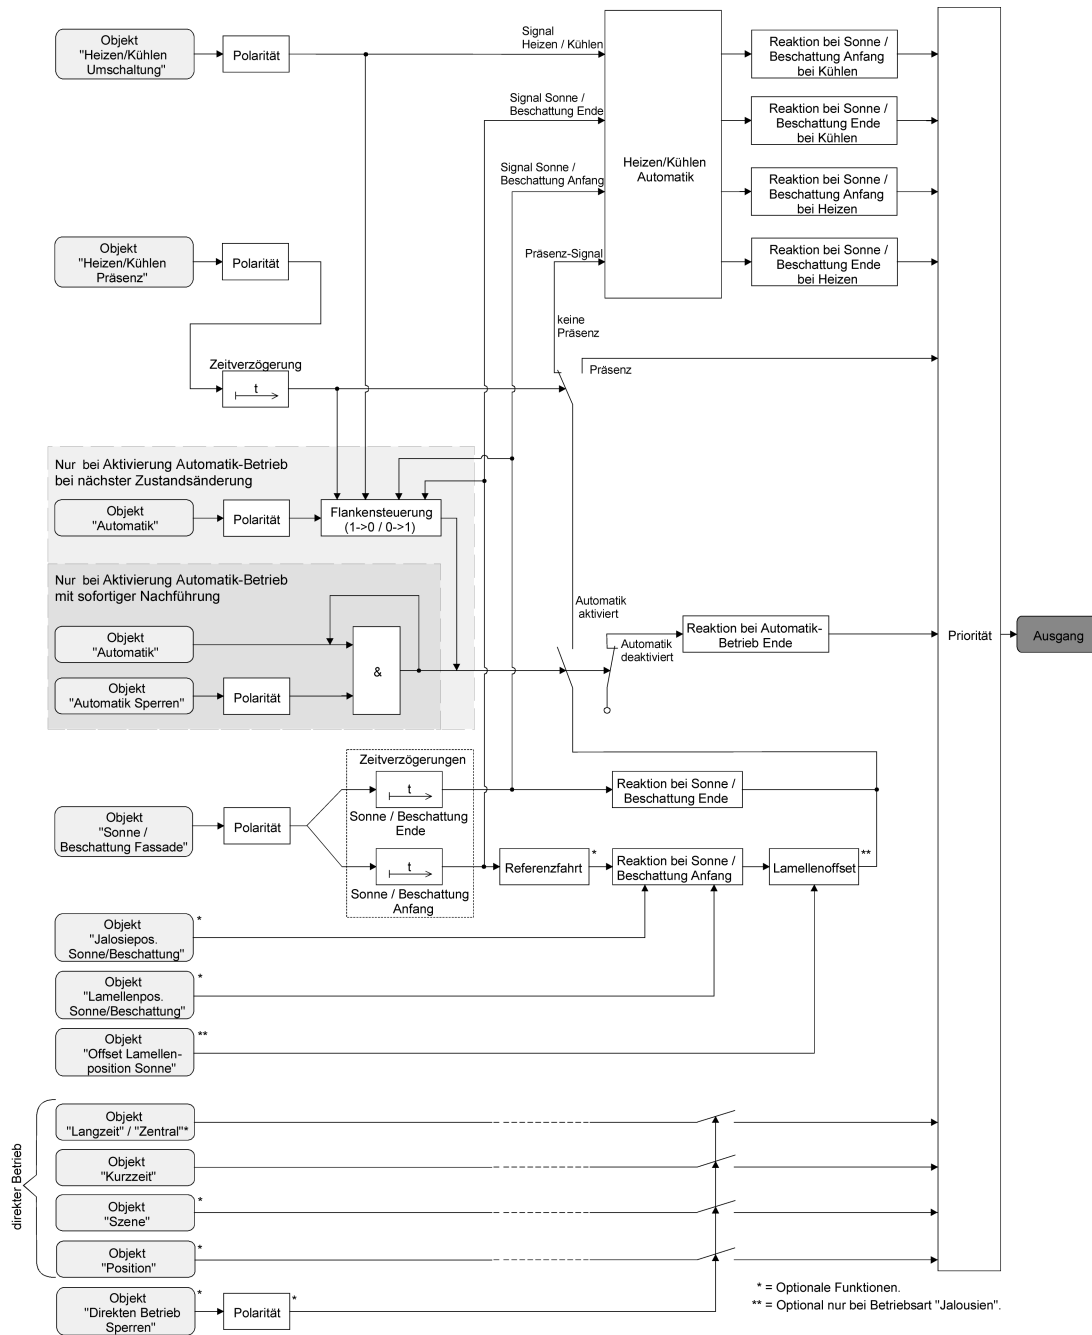 Objekt
"Heizen/Kühlen
Umschaltung"
Polarität
Signal
Heizen / Kühlen
Signal Sonne /
Beschattung Ende
Signal Sonne /
Beschattung Anfang
Präsenz-Signal
Heizen/Kühlen
Automatik
Reaktion bei Sonne /
Beschattung Anfang
bei Kühlen
Reaktion bei Sonne /
Beschattung Ende
bei Kühlen
Reaktion bei Sonne /
Beschattung Anfang
bei Heizen
Reaktion bei Sonne /
Beschattung Ende
bei Heizen
Objekt
"Heizen/Kühlen
Präsenz"
Polarität
keine
Präsenz
Präsenz
Zeitverzögerung
t
Nur bei Aktivierung Automatik-Betrieb
bei nächster Zustandsänderung
Objekt
"Automatik"
Polarität
Flankensteuerung
(1->0 / 0->1)
Nur bei Aktivierung Automatik-Betrieb
mit sofortiger Nachführung
Objekt
"Automatik"
Objekt
"Automatik Sperren"
Polarität
&
Automatik
aktiviert
Automatik
deaktiviert
Reaktion bei Automatik-
Betrieb Ende
Priorität
Ausgang
Zeitverzögerungen
t
Sonne / Beschattung
Ende
t
Sonne / Beschattung
Anfang
Objekt
"Sonne /
Beschattung Fassade"
Polarität
Reaktion bei Sonne /
Beschattung Ende
Referenzfahrt *
Reaktion bei Sonne /
Beschattung Anfang
Lamellenoffset **
Objekt *
"Jalosiepos.
Sonne/Beschattung"
Objekt *
"Lamellenpos.
Sonne/Beschattung"
Objekt **
"Offset Lamellen-
position Sonne"
direkter Betrieb
Objekt
"Langzeit" / "Zentral"*
Objekt
"Kurzzeit"
Objekt *
"Szene"
Objekt *
"Position"
Objekt *
"Direkten Betrieb
Sperren"
Polarität *
* = Optionale Funktionen.
** = Optional nur bei Betriebsart "Jalousien".